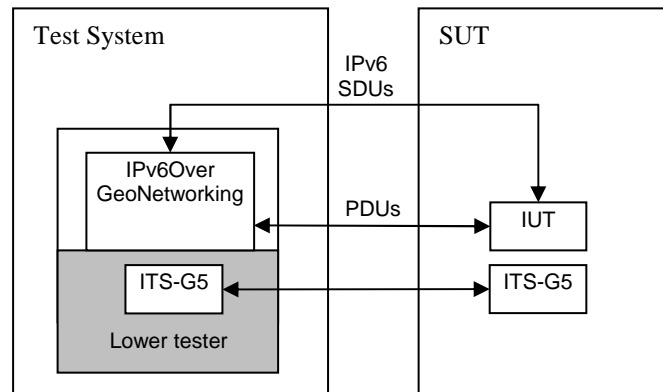 Test System
SUT
IPv6
SDUs
IPv6Over
GeoNetworking
PDUs
IUT
ITS-G5
ITS-G5
Lower tester